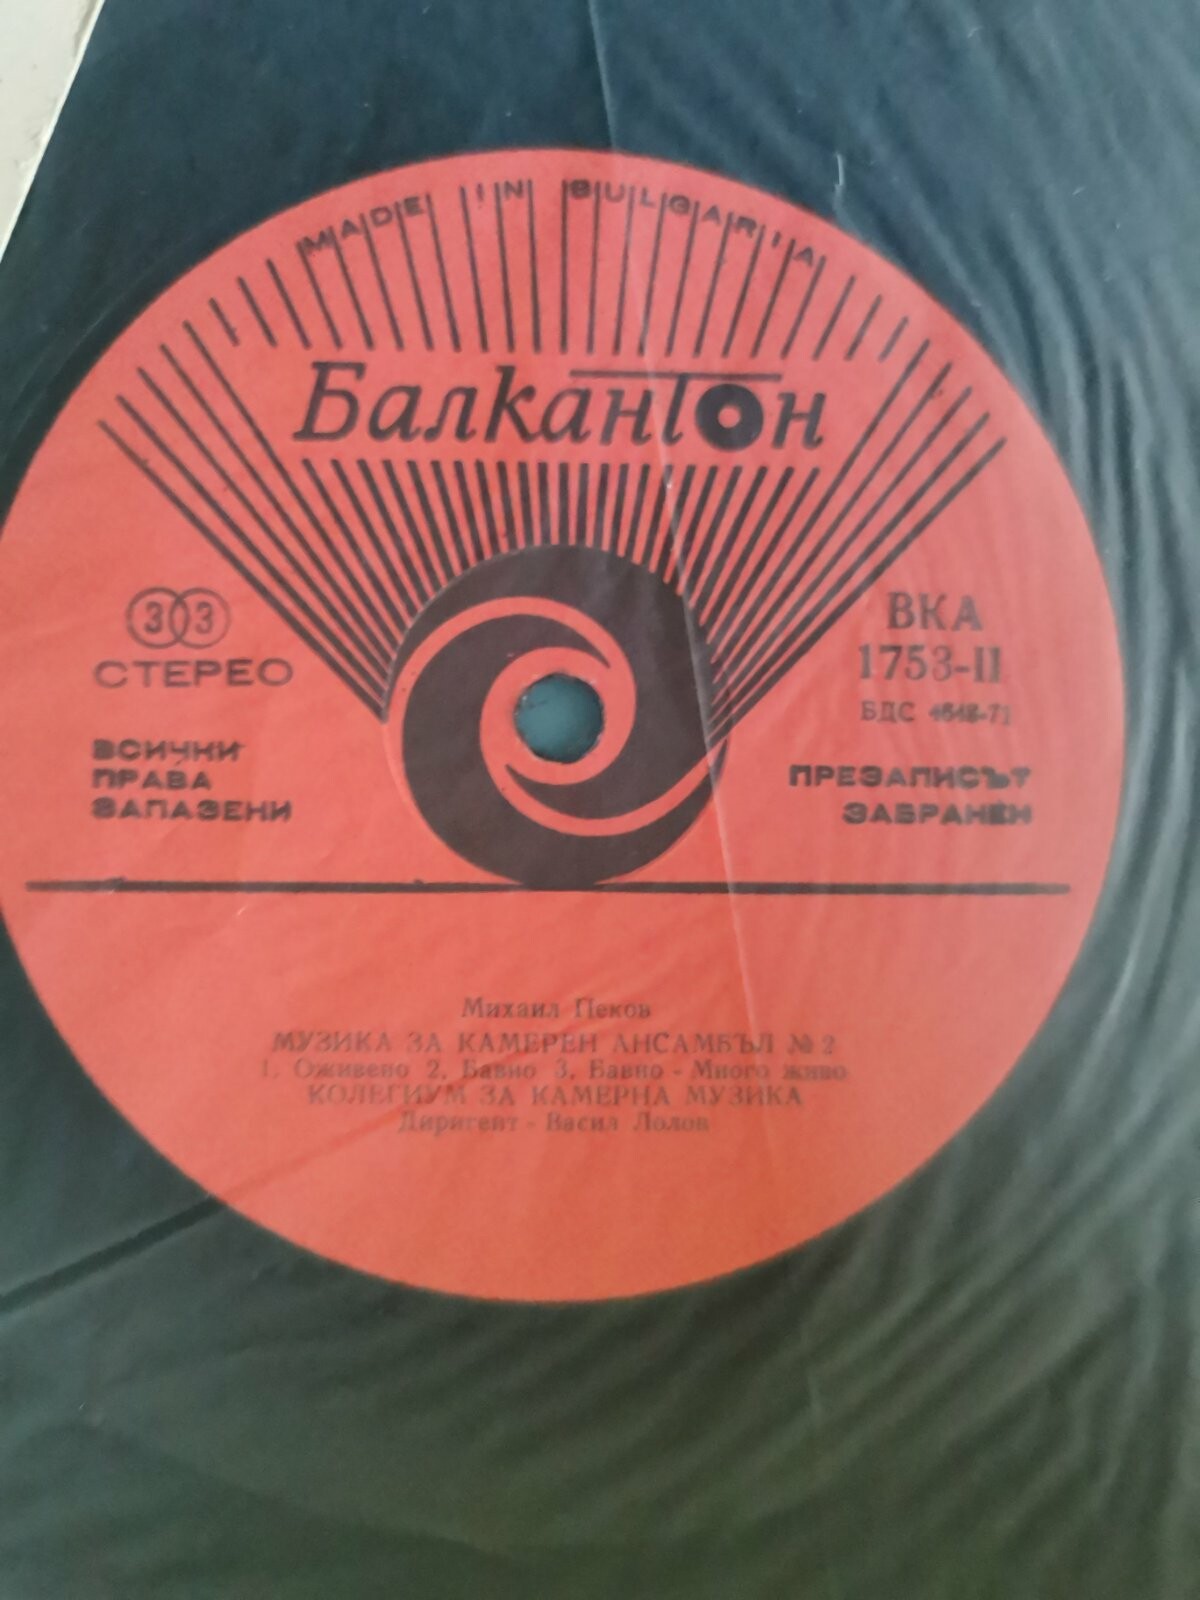 MADE IN BULGARIA
Балкантон
33
СТЕРЕО
ВСИЧКИ
ПРАВА
ЗАПАЗЕНИ
ВКА
1753-II
БДС 4648-71
ПРЕЗАПИСЪТ
ЗАБРАНЕН
Михаил Пеков
МУЗИКА ЗА КАМЕРЕН АНСАМБЪЛ № 2
1. Оживено 2. Бавно 3. Бавно - Много живо
КОЛЕГИУМ ЗА КАМЕРНА МУЗИКА
Диригент - Васил Лолов